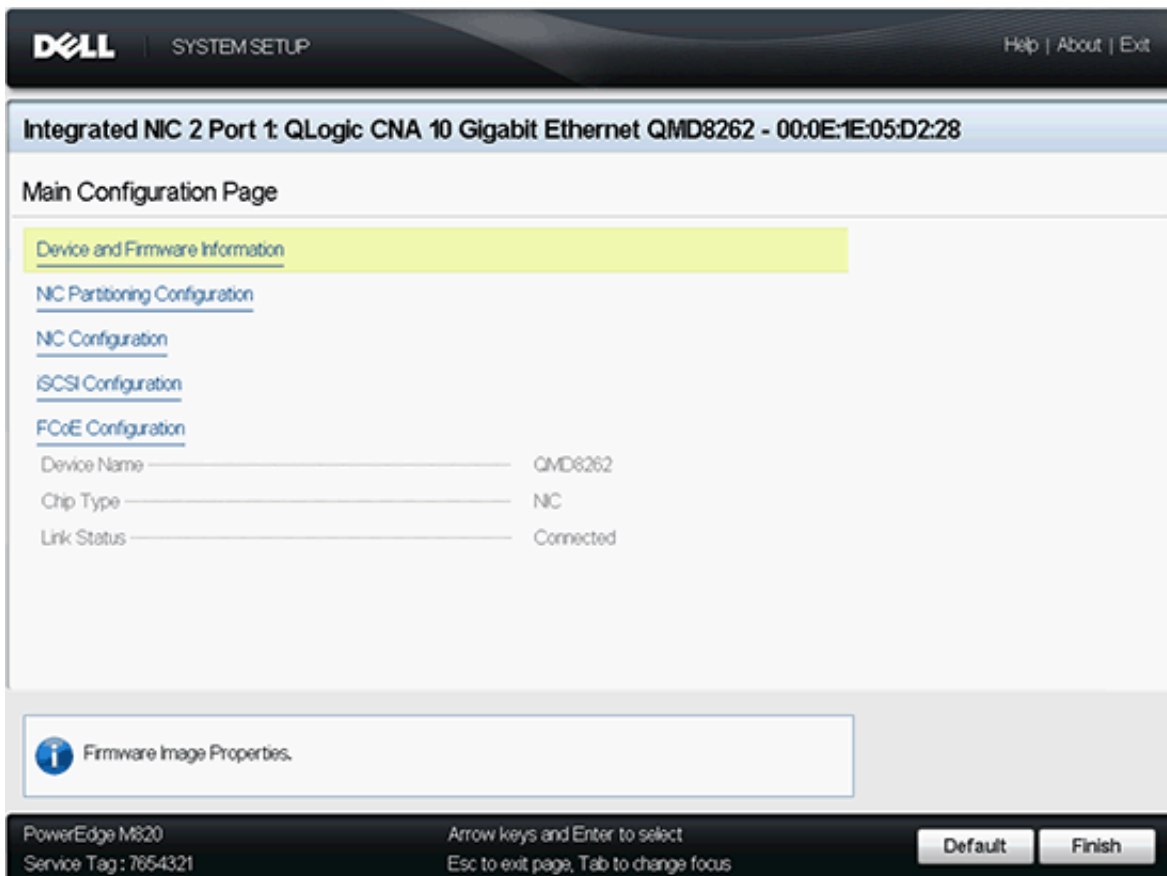 DELL SYSTEM SETUP Help | About | Exit
Integrated NIC 2 Port 1: QLogic CNA 10 Gigabit Ethernet QMD8262 - 00:0E:1E:05:D2:28
Main Configuration Page
Device and Firmware Information
NIC Partitioning Configuration
NIC Configuration
iSCSI Configuration
FCoE Configuration
Device Name QMD8262
Chip Type NIC
Link Status Connected
Firmware Image Properties.
PowerEdge M820 Arrow keys and Enter to select Default Finish
Service Tag : 7654321 Esc to exit page, Tab to change focus